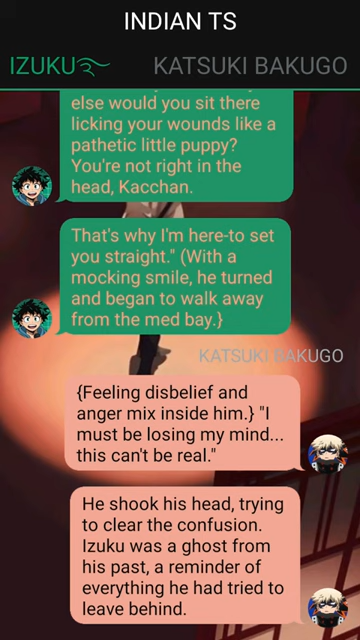 INDIAN TS
IZUKU
KATSUKI BAKUGO
else would you sit there
licking your wounds like a
pathetic little puppy?
You're not right in the
head, Kacchan.
That's why I'm here-to set
you straight." (With a
mocking smile, he turned
and began to walk away
from the med bay.}
KATSUKI BAKUGO
{Feeling disbelief and
anger mix inside him.} "I
must be losing my mind...
this can't be real."
He shook his head, trying
to clear the confusion.
Izuku was a ghost from
his past, a reminder of
everything he had tried to
leave behind.